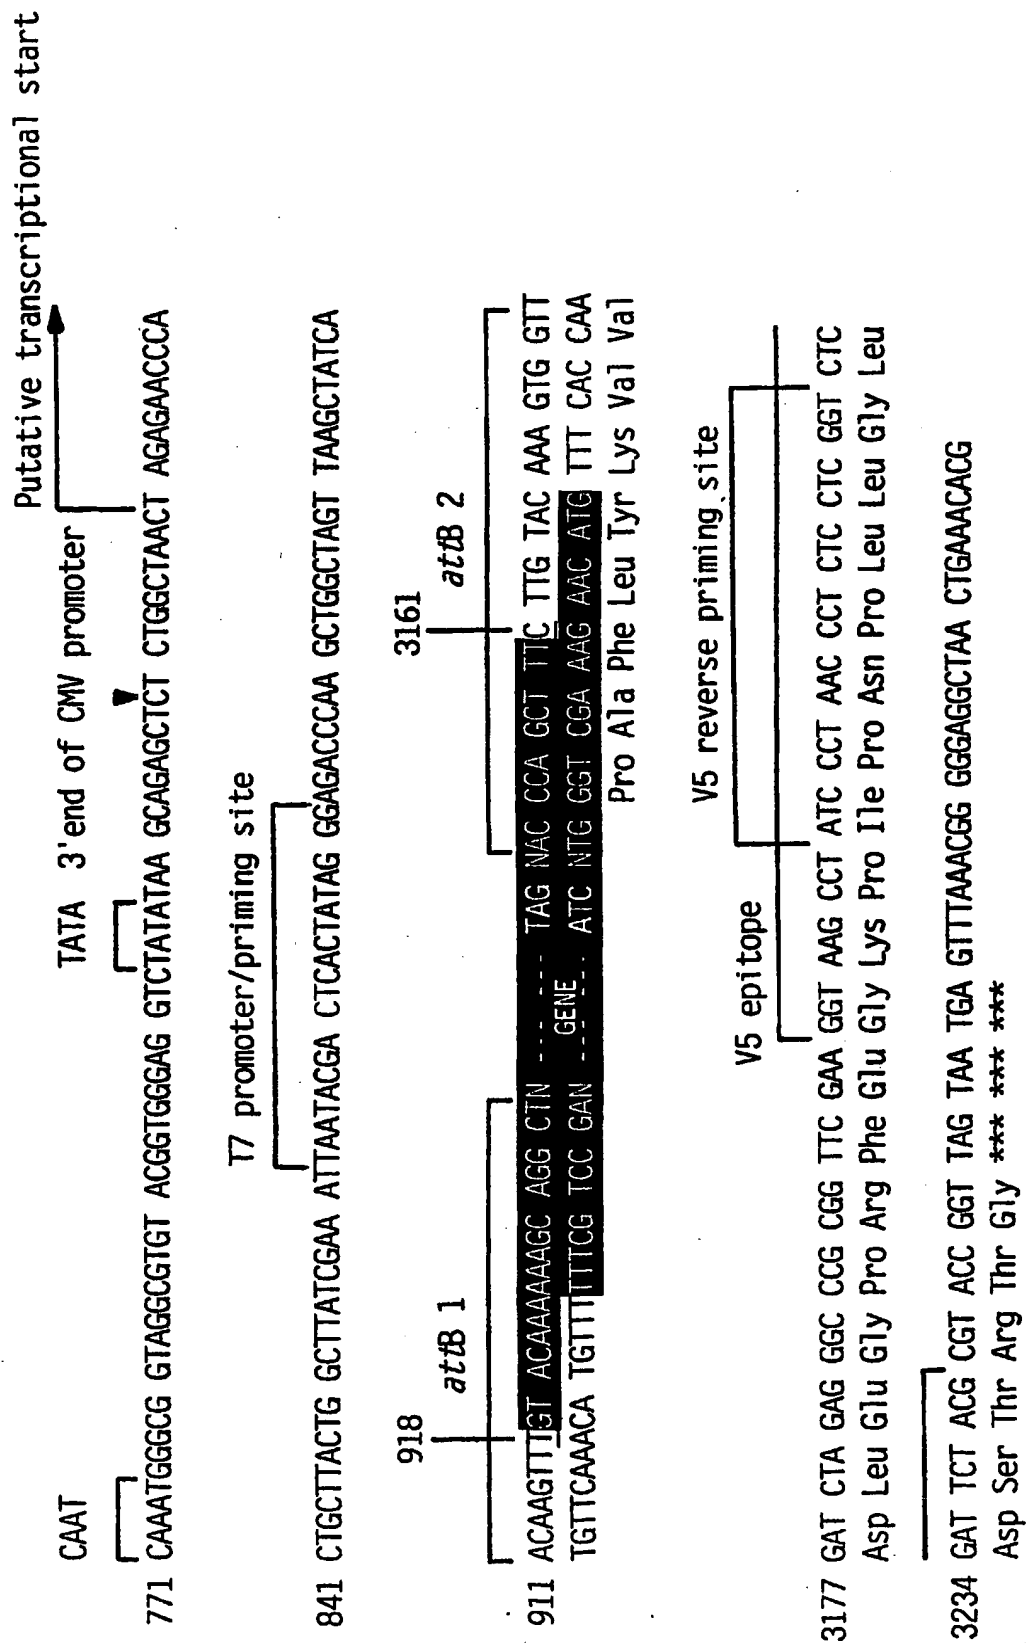 Putative transcriptional start
CAAT TATA 3'end of CMV promoter
771 CAAATGGGCG GTAGGCGTGT ACGGTGGGAG GTCTATATAA GCAGAGCTCT CTGGCTAACT AGAGAACCCA
T7 promoter/priming site
841 CTGCTTACTG GCTTATCGAA ATTAATACGA CTCACTATAG GGAGACCCAA GCTGGCTAGT TAAGCTATCA
918 3161
attB 1 attB 2
911 ACAAGTTTGT ACAAAAAAGC AGG CTN ---- --- TAG NAC CCA GCT TTC TTG TAC AAA GTG GTT
GENE
TGTTCAAACA TGTTTTTTCG TCC GAN ---- --- ATC NTG GGT CGA AAG AAC ATG TTT CAC CAA
Pro Ala Phe Leu Tyr Lys Val Val
V5 reverse priming site
V5 epitope
3177 GAT CTA GAG GGC CCG CGG TTC GAA GGT AAG CCT ATC CCT AAC CCT CTC CTC GGT CTC
Asp Leu Glu Gly Pro Arg Phe Glu Gly Lys Pro Ile Pro Asn Pro Leu Leu Gly Leu
3234 GAT TCT ACG CGT ACC GGT TAG TAA TGA GTTTAAACGG GGGAGGCTAA CTGAAACACG
Asp Ser Thr Arg Thr Gly *** *** ***